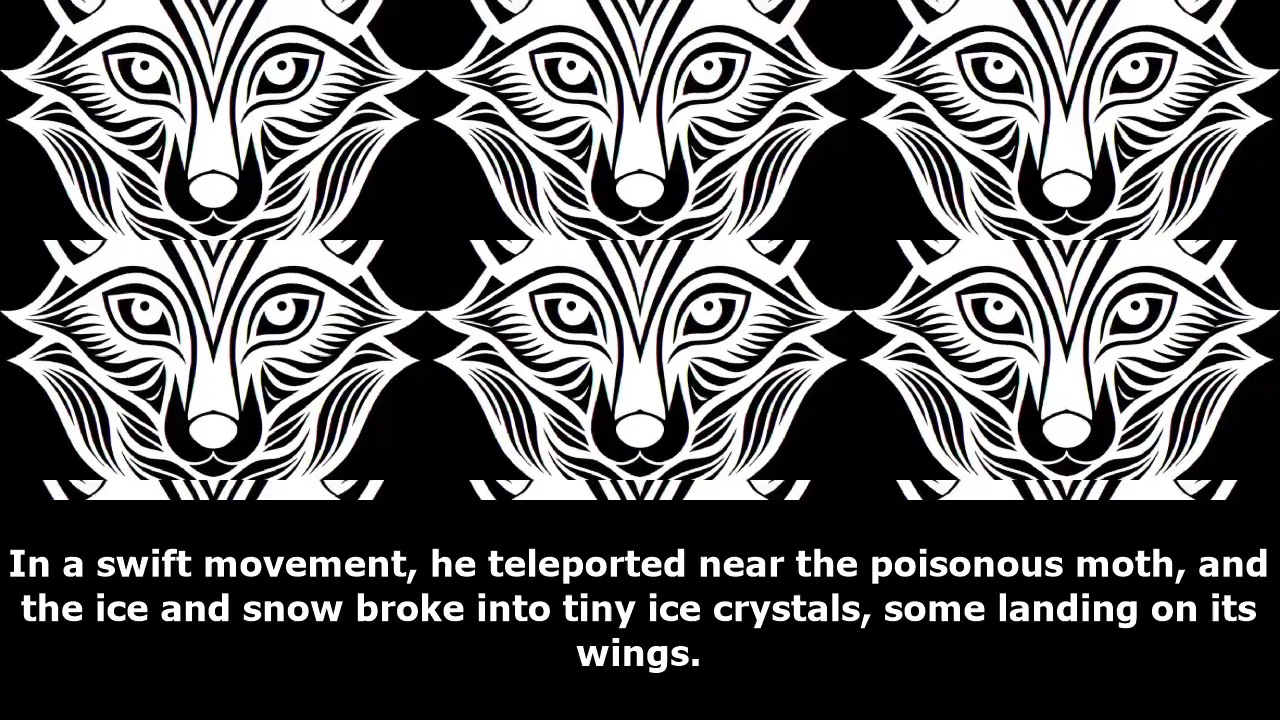 In a swift movement, he teleported near the poisonous moth, and
the ice and snow broke into tiny ice crystals, some landing on its
wings.